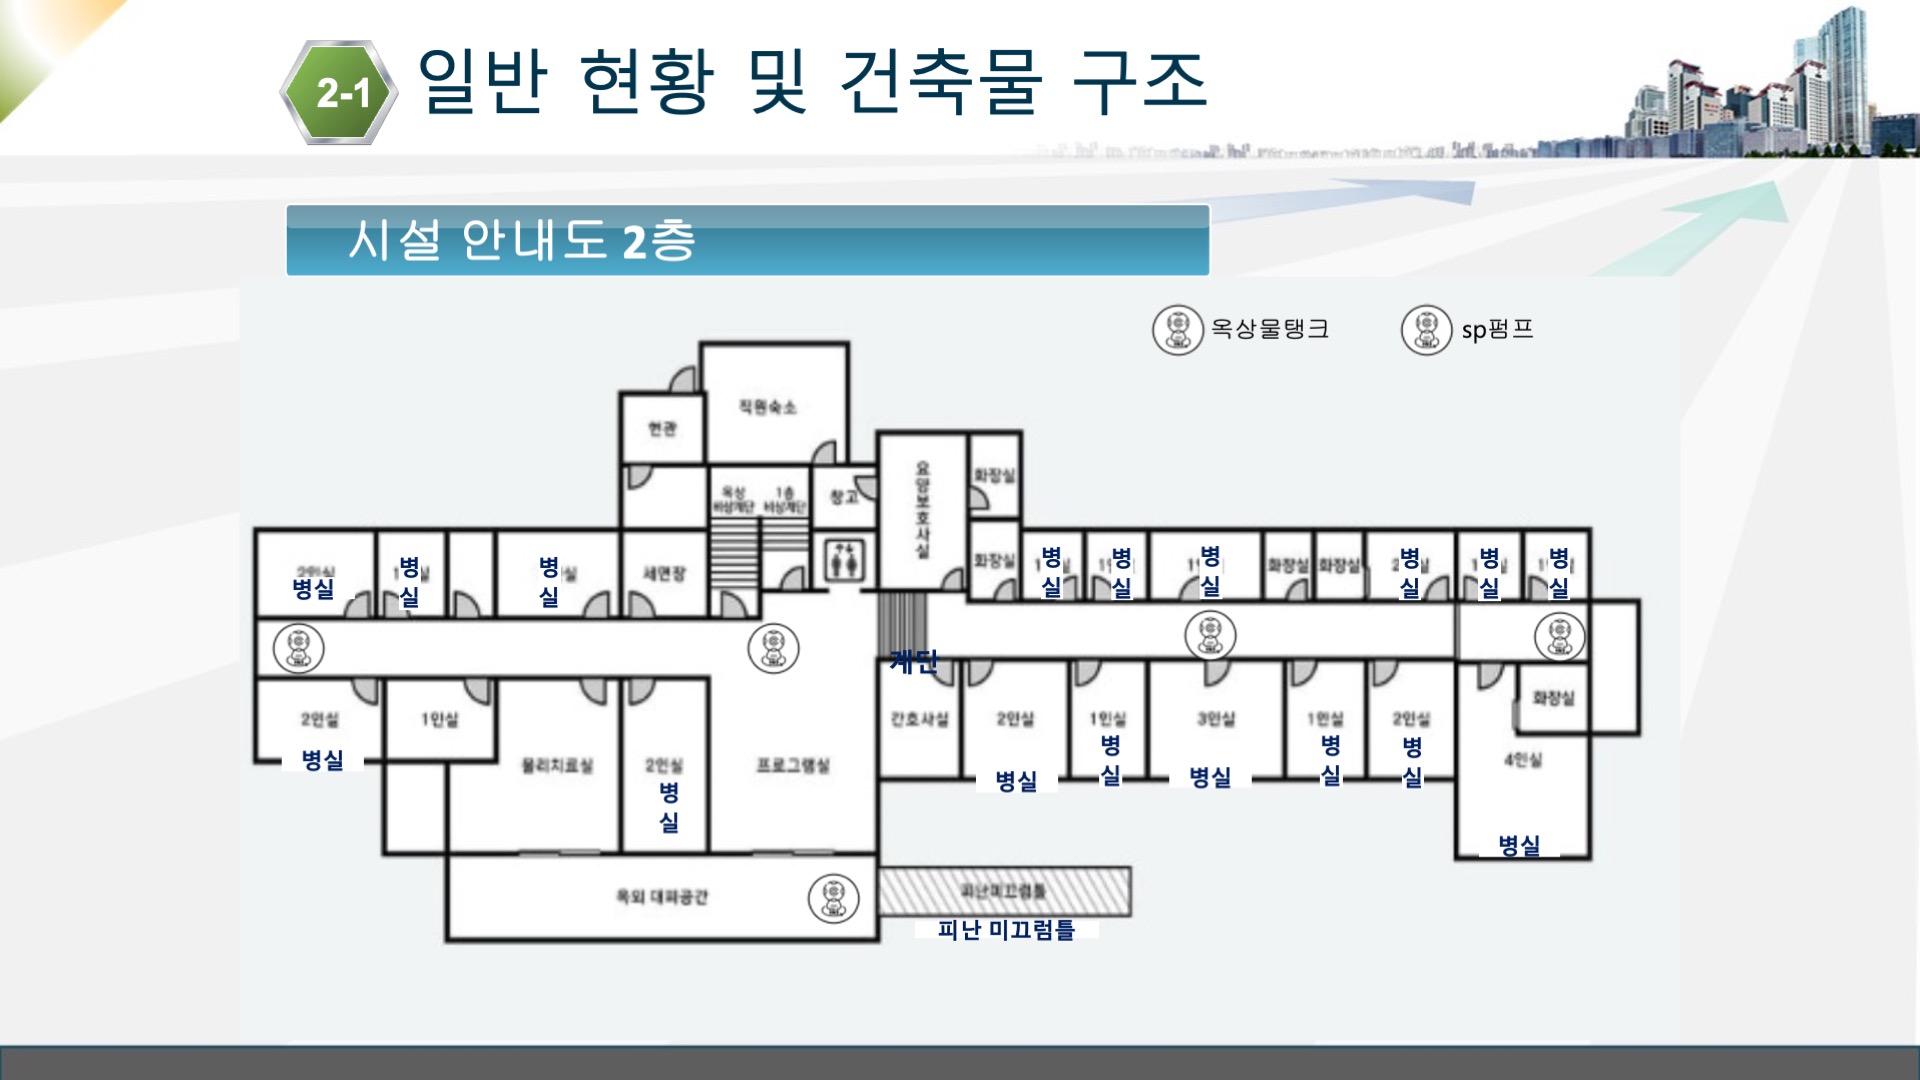 2-1
일반 현황 및 건축물 구조
시설 안내도 2층
옥상물탱크
sp펌프
직원숙소
현관
요양보호사실
화장실
옥상
비상계단
1층
비상계단
창고
병실
병실
병실
세면장
화장실
병실
병실
병실
화장실
화장실
병실
병실
병실
계단
2인실
병실
1인실
물리치료실
2인실
병실
프로그램실
간호사실
2인실
병실
1인실
병실
3인실
병실
1인실
병실
2인실
병실
화장실
4인실
병실
옥외 대피공간
피난미끄럼틀
피난 미끄럼틀